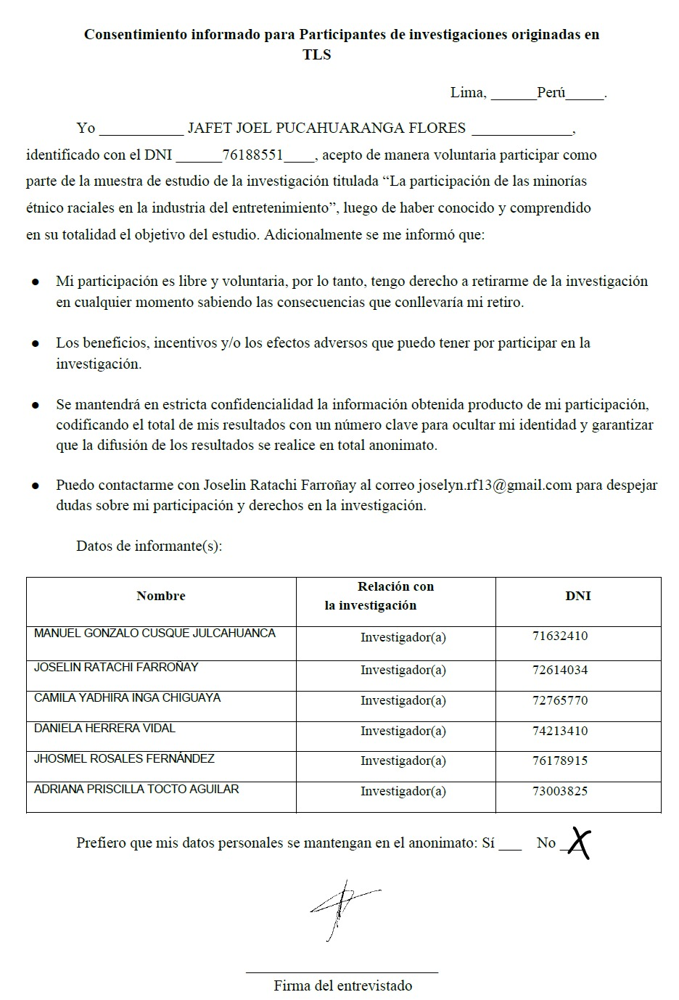 Consentimiento informado para Participantes de investigaciones originadas en
TLS
Lima, ______Perú_____.
Yo ___________ JAFET JOEL PUCAHUARANGA FLORES _____________,
identificado con el DNI ______76188551____, acepto de manera voluntaria participar como
parte de la muestra de estudio de la investigación titulada “La participación de las minorías
étnico raciales en la industria del entretenimiento”, luego de haber conocido y comprendido
en su totalidad el objetivo del estudio. Adicionalmente se me informó que:
● Mi participación es libre y voluntaria, por lo tanto, tengo derecho a retirarme de la investigación
en cualquier momento sabiendo las consecuencias que conllevaría mi retiro.
● Los beneficios, incentivos y/o los efectos adversos que puedo tener por participar en la
investigación.
● Se mantendrá en estricta confidencialidad la información obtenida producto de mi participación,
codificando el total de mis resultados con un número clave para ocultar mi identidad y garantizar
que la difusión de los resultados se realice en total anonimato.
● Puedo contactarme con Joselin Ratachi Farroñay al correo joselyn.rf13@gmail.com para despejar
dudas sobre mi participación y derechos en la investigación.
Datos de informante(s):
Nombre Relación con la investigación DNI
MANUEL GONZALO CUSQUE JULCAHUANCA Investigador(a) 71632410
JOSELIN RATACHI FARROÑAY Investigador(a) 72614034
CAMILA YADHIRA INGA CHIGUAYA Investigador(a) 72765770
DANIELA HERRERA VIDAL Investigador(a) 74213410
JHOSMEL ROSALES FERNÁNDEZ Investigador(a) 76178915
ADRIANA PRISCILLA TOCTO AGUILAR Investigador(a) 73003825
Prefiero que mis datos personales se mantengan en el anonimato: Sí ___ No _X_
Firma del entrevistado